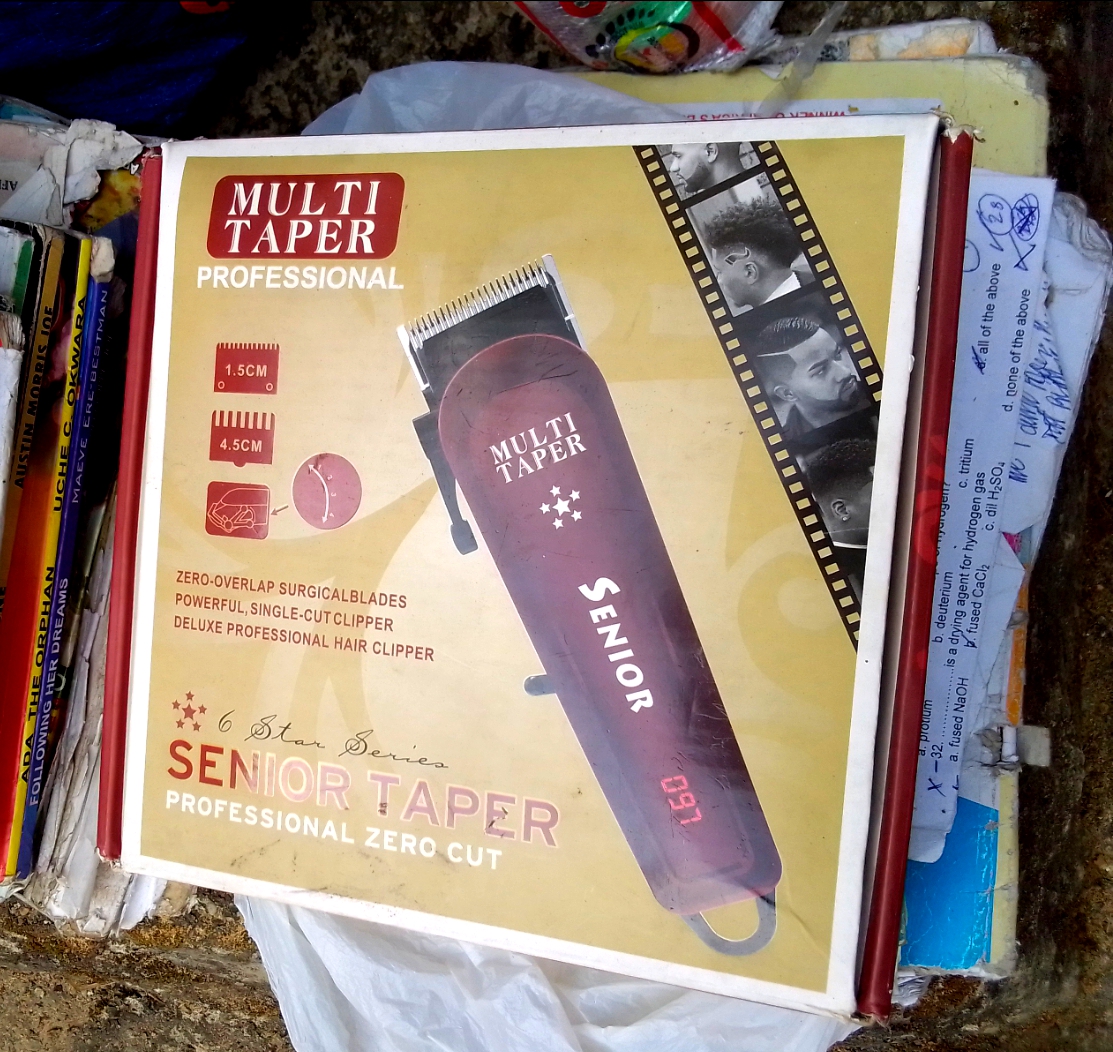 MULTI
TAPER
PROFESSIONAL
1.5CM
4.5CM
ZERO-OVERLAP SURGICALBLADES
POWERFUL, SINGLE-CUT CLIPPER
DELUXE PROFESSIONAL HAIR CLIPPER
6 Star Series
SENIOR TAPER
PROFESSIONAL ZERO CUT
MULTI
TAPER
SENIOR
AUSTIN MORRIS JOE
UCHE C. OKWARA
MAEVE ERE-BESTMAN
ADA THE ORPHAN
FOLLOWING HER DREAMS
28
all of the above
d. none of the above
a. protium
b. deuterium
c. tritium
32. ....................is a drying agent for hydrogen gas
a. fused NaOH
fused CaCl₂
c. dil H₂SO₄